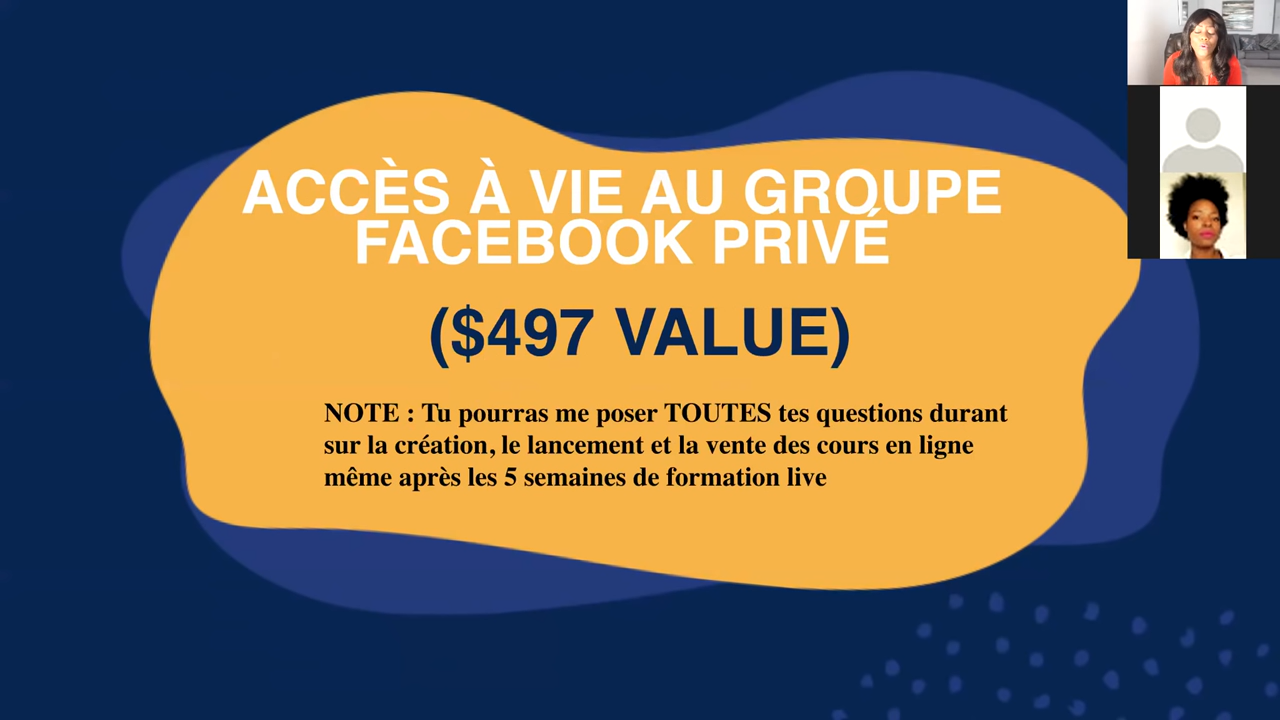 ACCÈS À VIE AU GROUPE
FACEBOOK PRIVÉ
($497 VALUE)
NOTE : Tu pourras me poser TOUTES tes questions durant
sur la création, le lancement et la vente des cours en ligne
même après les 5 semaines de formation live